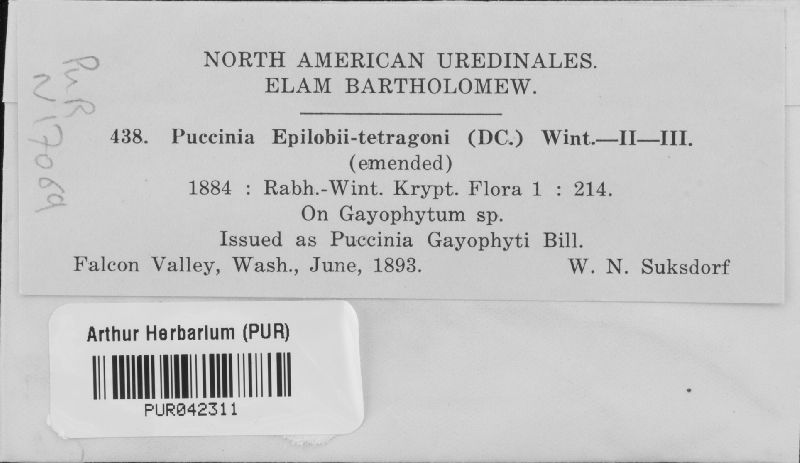 NORTH AMERICAN UREDINALES.
ELAM BARTHOLOMEW.
438. Puccinia Epilobii-tetragoni (DC.) Wint.—II—III.
(emended)
1884 : Rabh.-Wint. Krypt. Flora 1 : 214.
On Gayophytum sp.
Issued as Puccinia Gayophyti Bill.
Falcon Valley, Wash., June, 1893. W. N. Suksdorf
PUR
N17069
Arthur Herbarium (PUR)
PUR042311